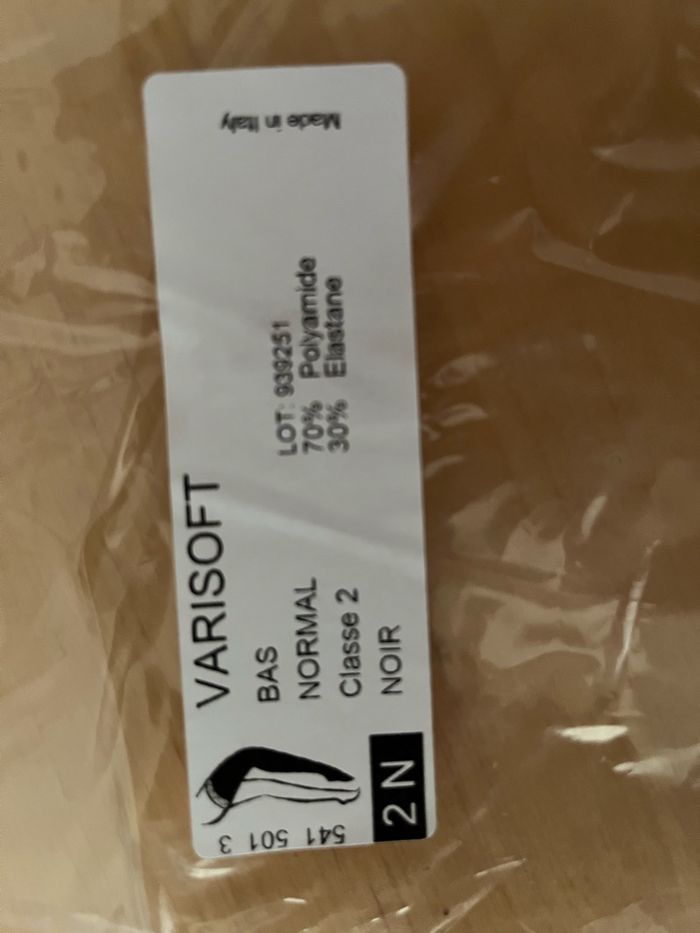 VARISOFT
BAS
NORMAL
Classe 2
NOIR
LOT: 939251
70% Polyamide
30% Elastane
Made in Italy
541 501 3
2 N